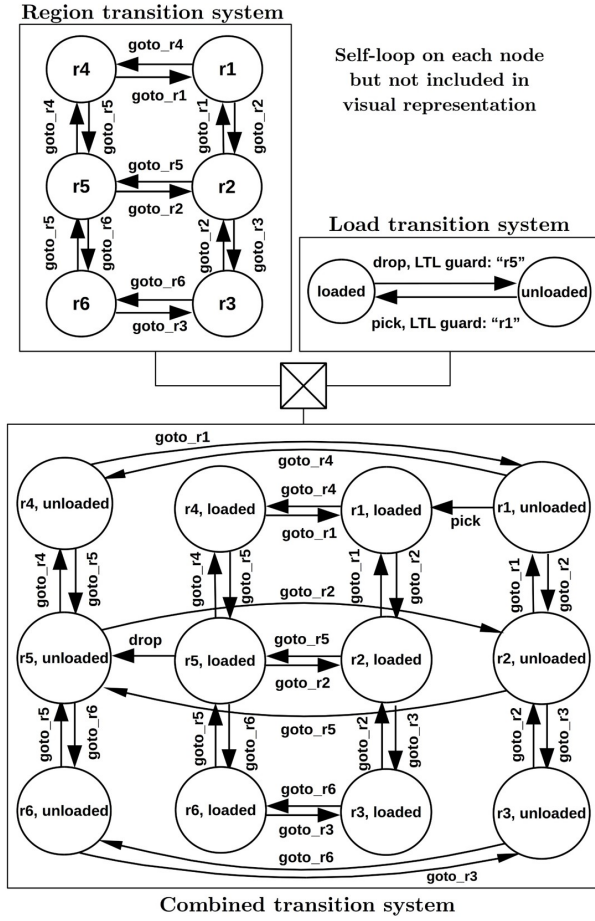 Region transition system
Self-loop on each node
but not included in
visual representation
r4
goto_r4
r1
goto_r1
goto_r4
goto_r5
goto_r1
goto_r2
r5
goto_r5
r2
goto_r2
goto_r5
goto_r6
goto_r2
goto_r3
r6
goto_r6
r3
goto_r3
Load transition system
drop, LTL guard: “r5”
loaded
unloaded
pick, LTL guard: “r1”
goto_r1
goto_r4
r4, unloaded
r4, loaded
goto_r4
goto_r1
r1, loaded
pick
r1, unloaded
goto_r4
goto_r5
goto_r4
goto_r5
goto_r1
goto_r2
goto_r1
goto_r2
goto_r2
r5, unloaded
drop
r5, loaded
goto_r5
goto_r2
r2, loaded
r2, unloaded
goto_r5
goto_r5
goto_r6
goto_r5
goto_r6
goto_r2
goto_r3
goto_r2
goto_r3
r6, unloaded
r6, loaded
goto_r6
goto_r3
r3, loaded
r3, unloaded
goto_r6
goto_r3
Combined transition system